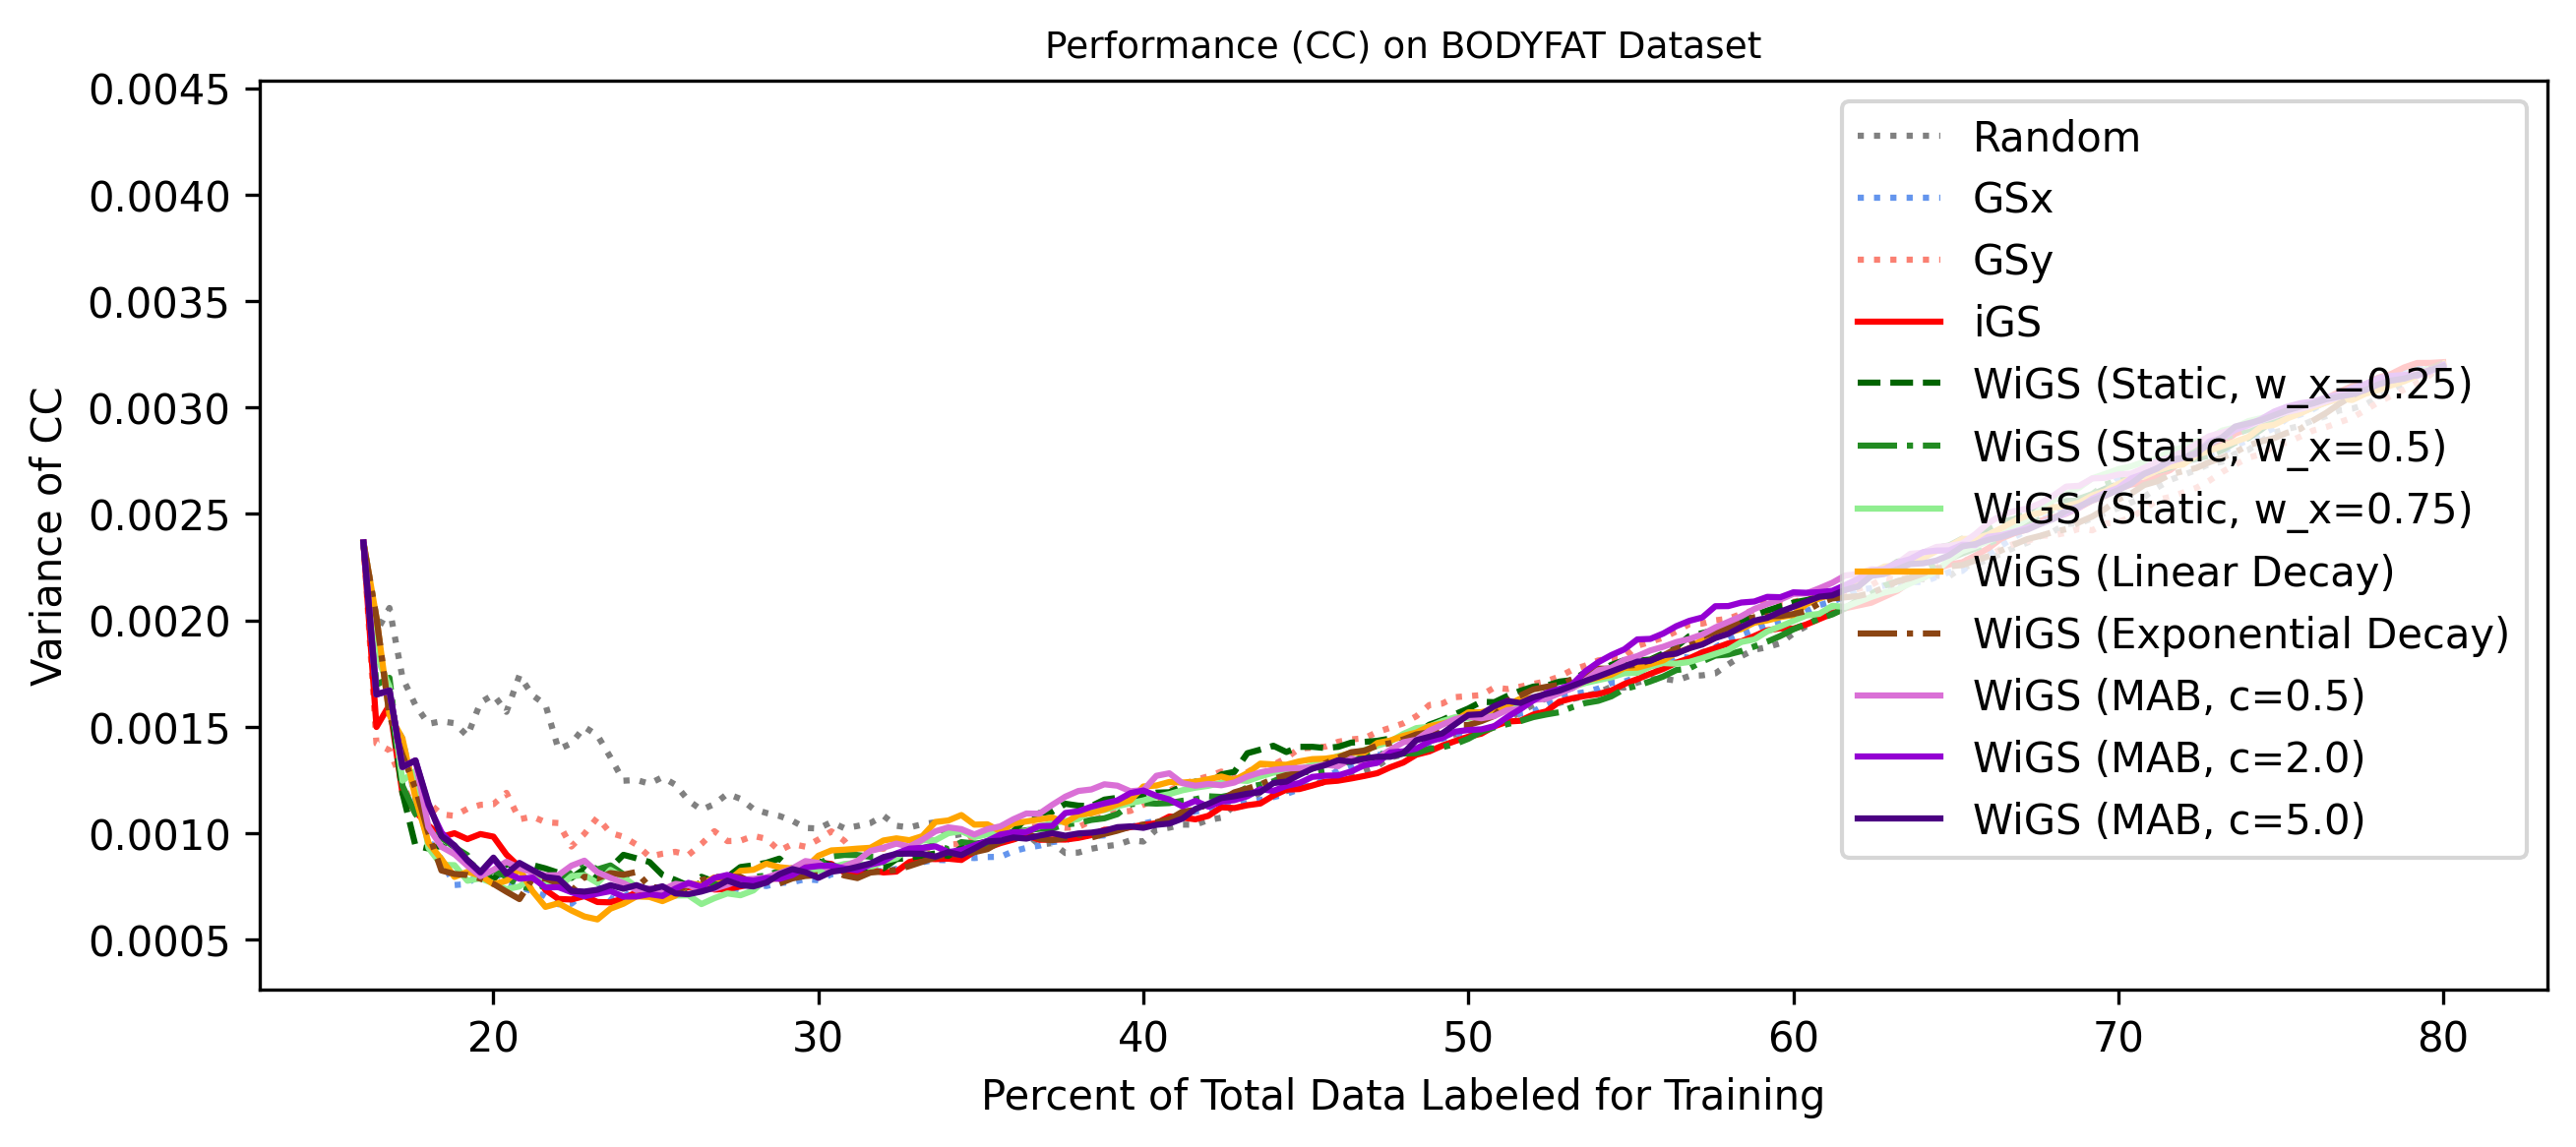 Performance (CC) on BODYFAT Dataset
Variance of CC
0.0045
0.0040
0.0035
0.0030
0.0025
0.0020
0.0015
0.0010
0.0005
20 30 40 50 60 70 80
Percent of Total Data Labeled for Training
Random
GSx
GSy
iGS
WiGS (Static, w_x=0.25)
WiGS (Static, w_x=0.5)
WiGS (Static, w_x=0.75)
WiGS (Linear Decay)
WiGS (Exponential Decay)
WiGS (MAB, c=0.5)
WiGS (MAB, c=2.0)
WiGS (MAB, c=5.0)